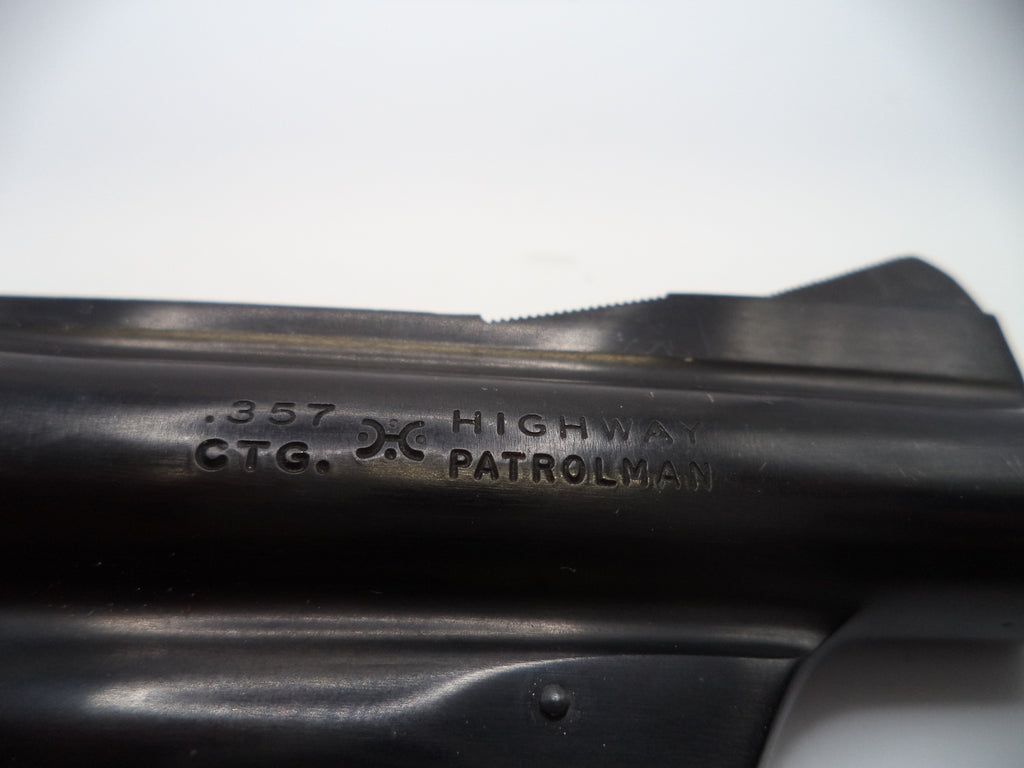 .357 HIGHWAY
CTG. PATROLMAN